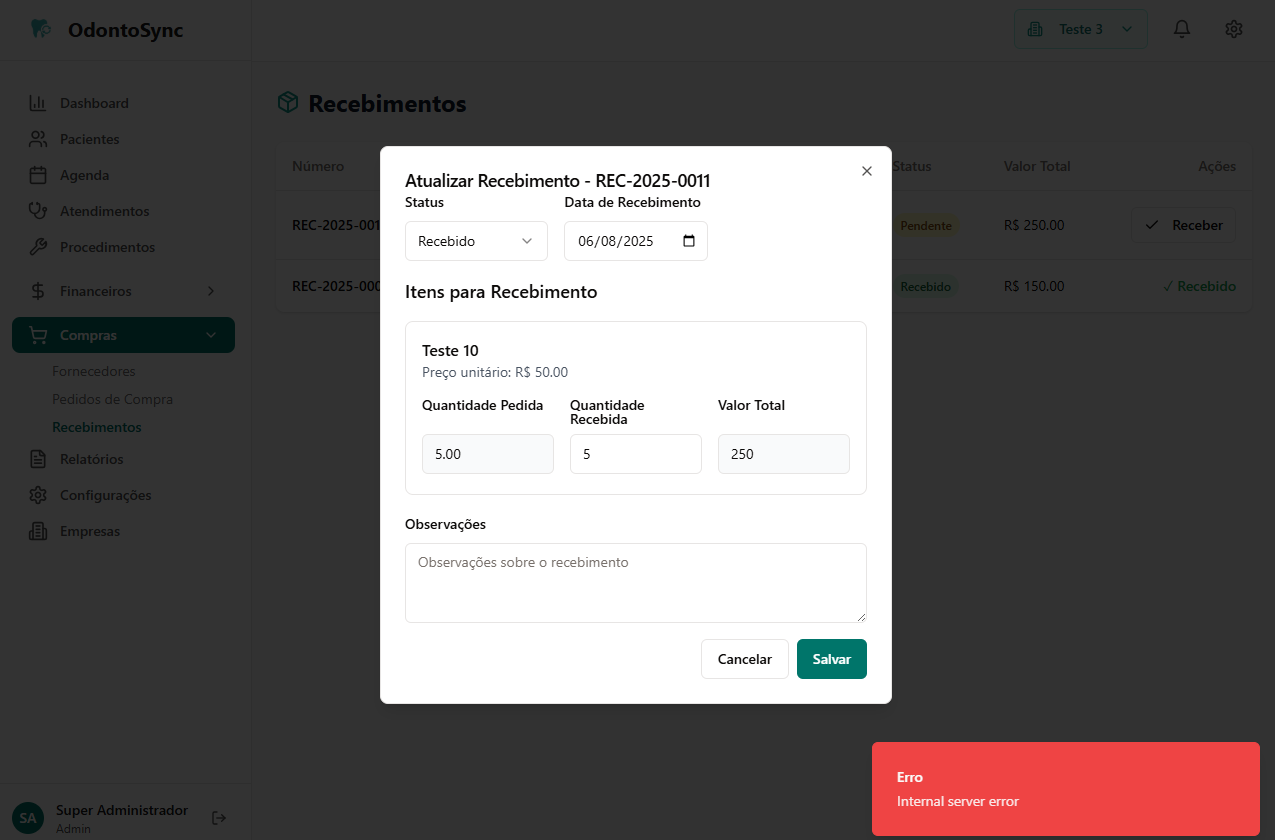 OdontoSync
Teste 3
Dashboard
Pacientes
Agenda
Atendimentos
Procedimentos
Financeiros
Compras
Fornecedores
Pedidos de Compra
Recebimentos
Relatórios
Configurações
Empresas
SA
Super Administrador
Admin
Recebimentos
Número
Status
Valor Total
Ações
REC-2025-001
Pendente
R$ 250.00
Receber
REC-2025-000
Recebido
R$ 150.00
✓ Recebido
Atualizar Recebimento - REC-2025-0011
Status
Data de Recebimento
Recebido
06/08/2025
Itens para Recebimento
Teste 10
Preço unitário: R$ 50.00
Quantidade Pedida
Quantidade
Recebida
Valor Total
5.00
5
250
Observações
Observações sobre o recebimento
Cancelar
Salvar
Erro
Internal server error